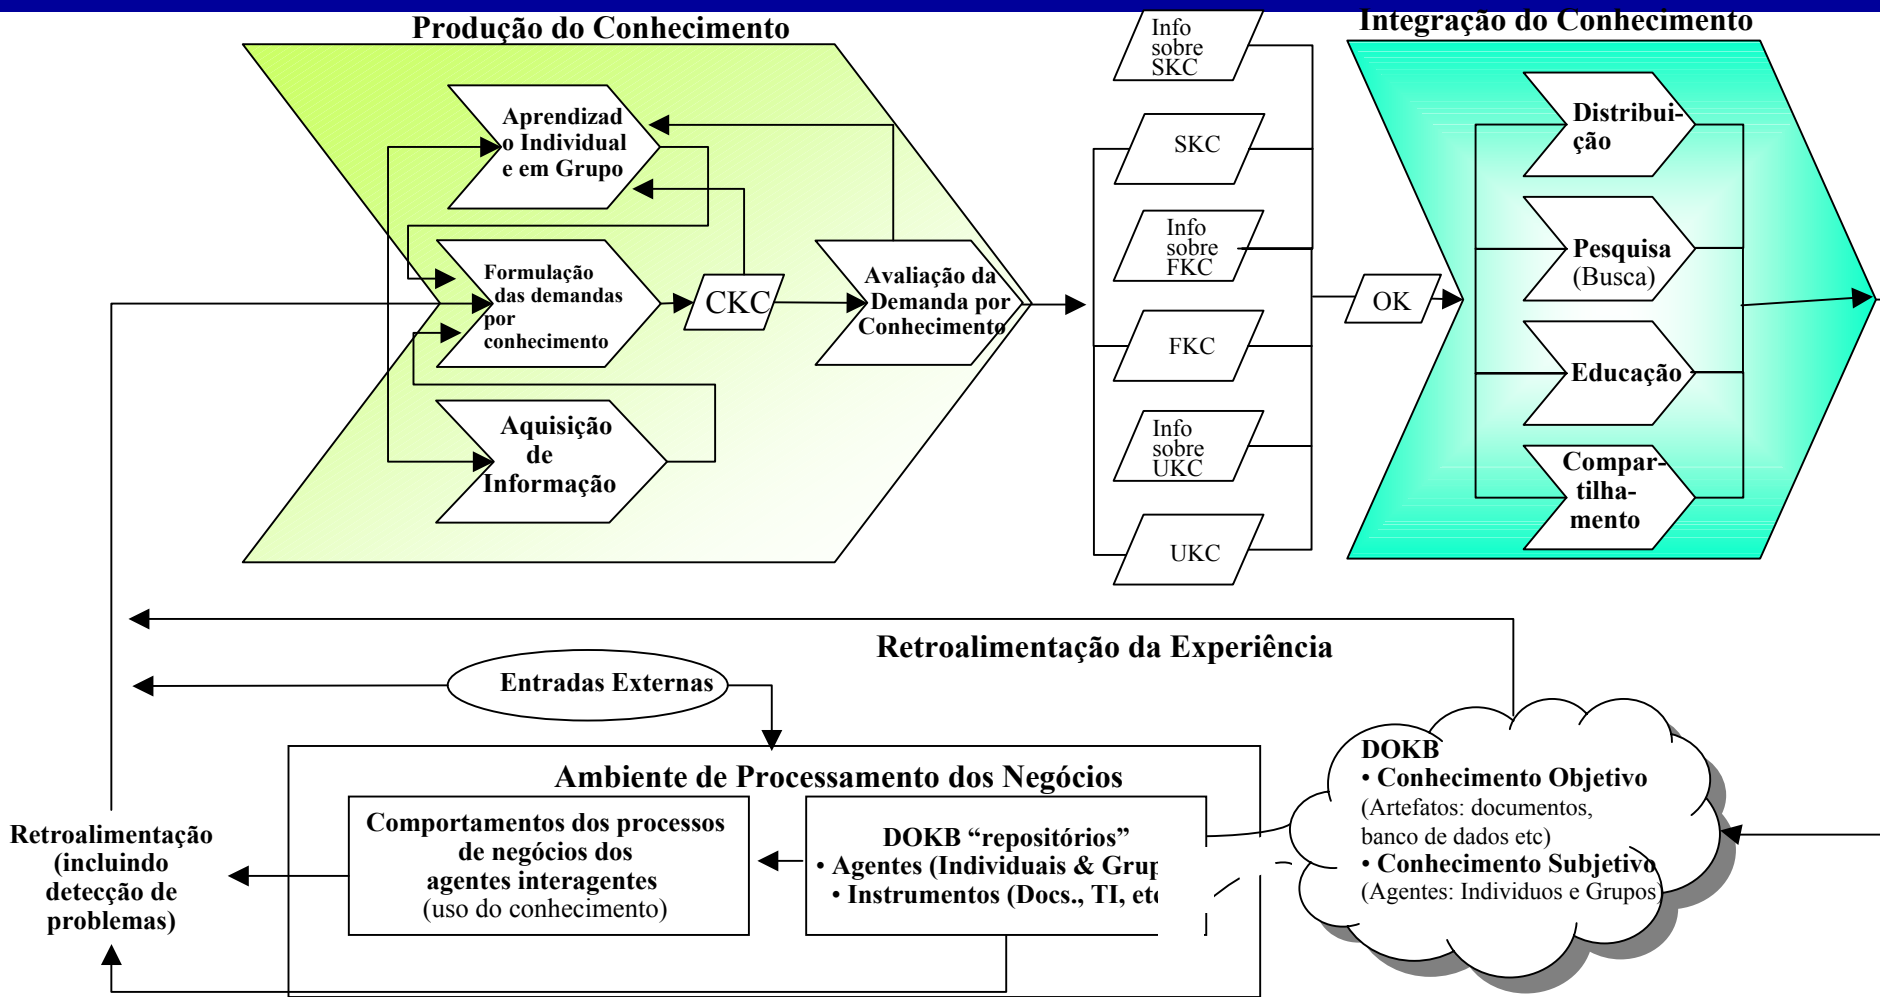 Produção do Conhecimento
Integração do Conhecimento
Aprendizad
o Individual
e em Grupo
Formulação
das demandas
por
conhecimento
Aquisição
de
Informação
CKC
Avaliação da
Demanda por
Conhecimento
Info
sobre
SKC
SKC
Info
sobre
FKC
FKC
Info
sobre
UKC
UKC
OK
Distribui-
ção
Pesquisa
(Busca)
Educação
Compar-
tilha-
mento
Retroalimentação da Experiência
Entradas Externas
Ambiente de Processamento dos Negócios
Retroalimentação
(incluindo
detecção de
problemas)
Comportamentos dos processos
de negócios dos
agentes interagentes
(uso do conhecimento)
DOKB “repositórios”
• Agentes (Individuais & Grup
• Instrumentos (Docs., TI, etc
DOKB
• Conhecimento Objetivo
(Artefatos: documentos,
banco de dados etc)
• Conhecimento Subjetivo
(Agentes: Individuos e Grupos)